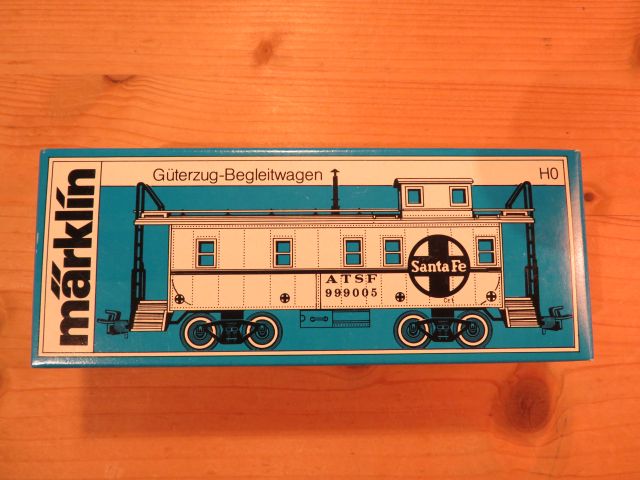 märklin
Güterzug-Begleitwagen
H0
Santa Fe
ATSF
999005